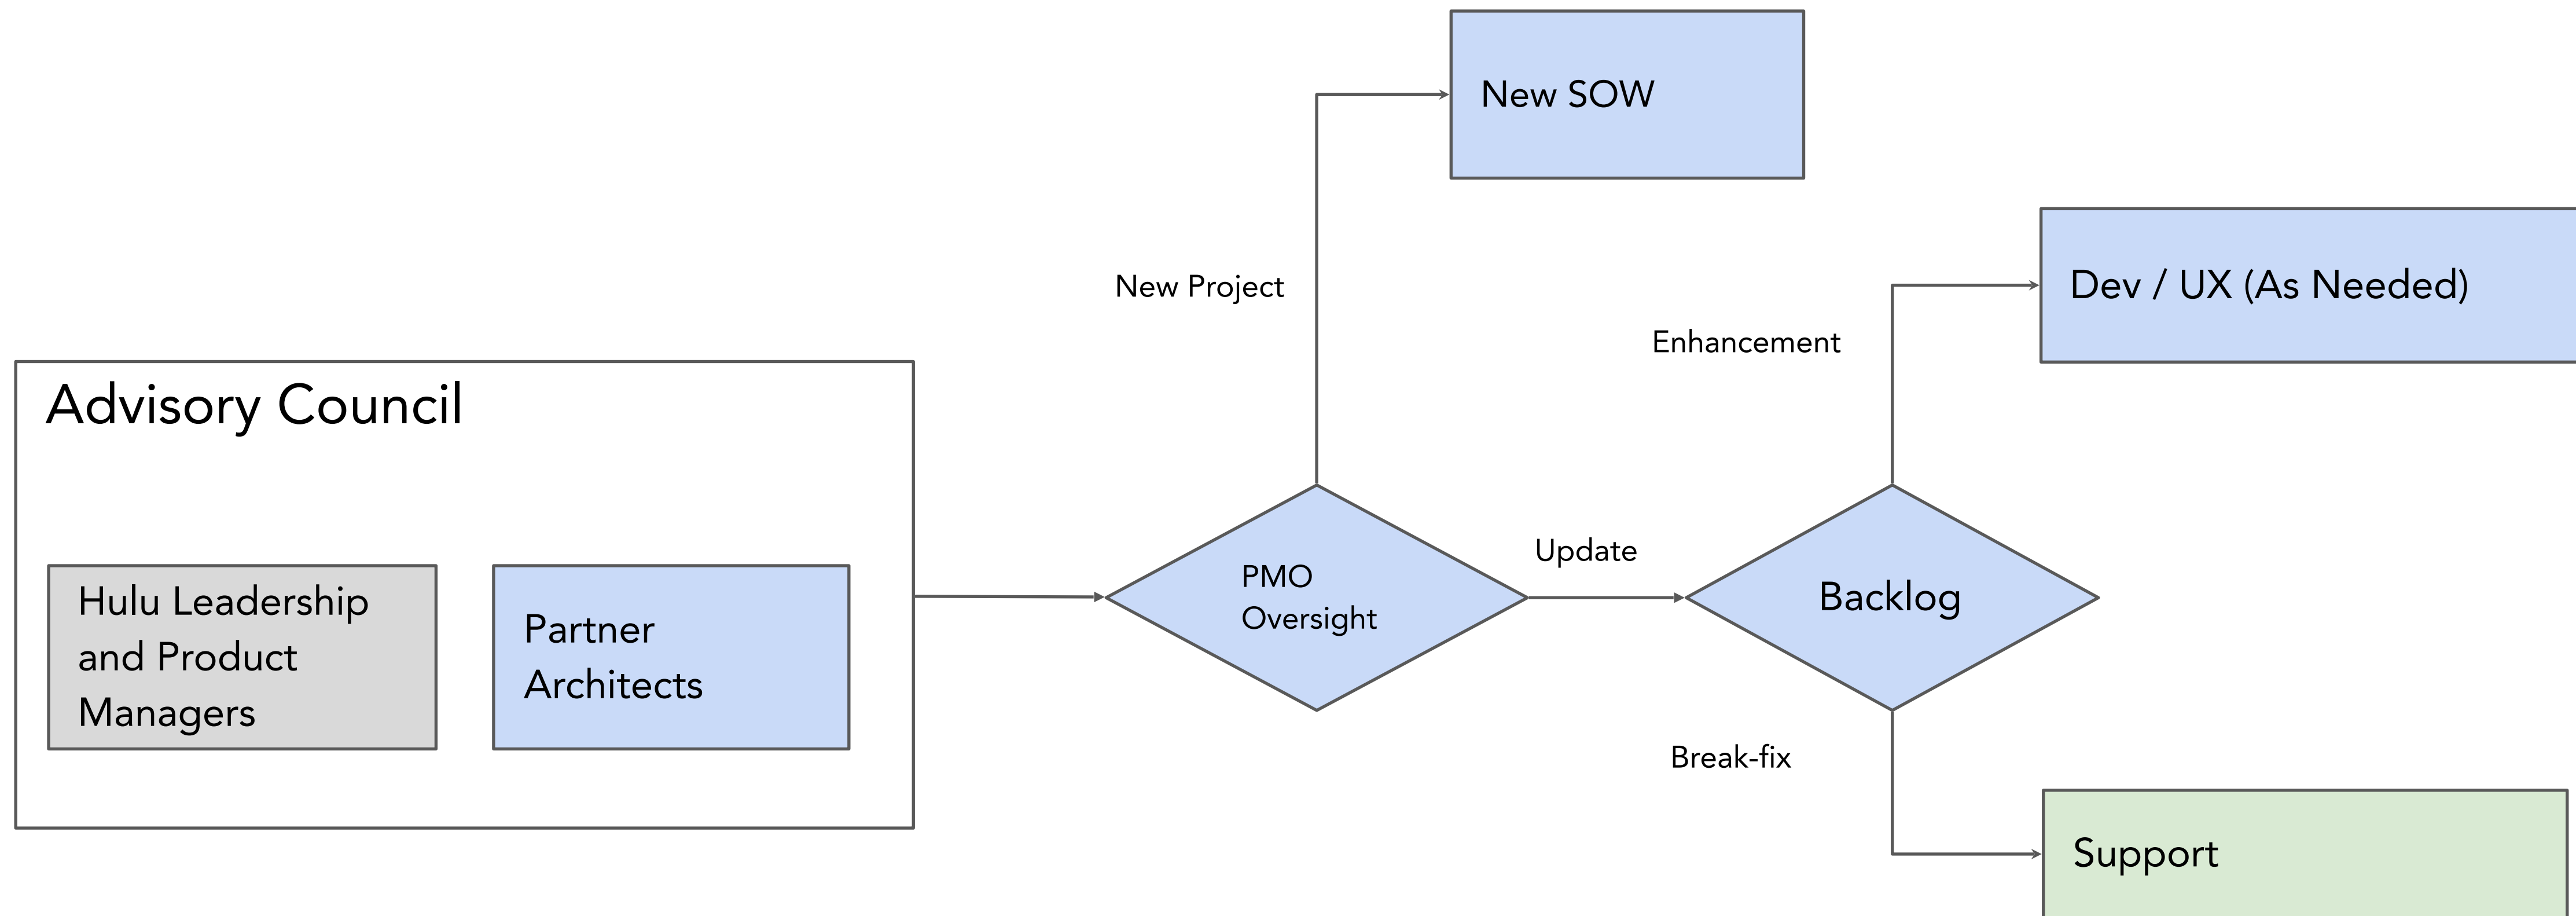 New SOW
New Project
Dev / UX (As Needed)
Enhancement
Advisory Council
Hulu Leadership
and Product
Managers
Partner
Architects
PMO
Oversight
Update
Backlog
Break-fix
Support